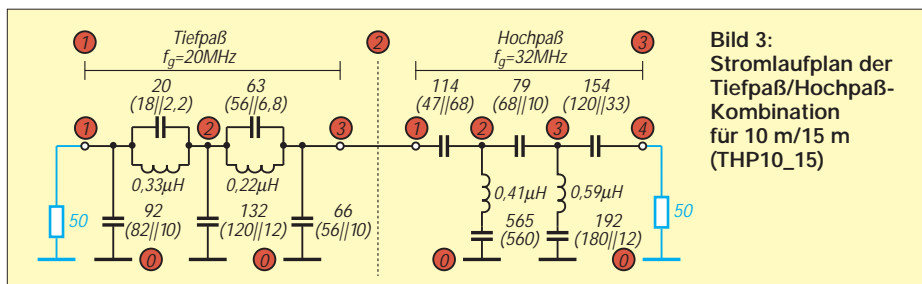 1
Tiefpaß
fg=20MHz
2
Hochpaß
fg=32MHz
3
Bild 3:
Stromlaufplan der
Tiefpaß/Hochpaß-
Kombination
für 10 m/15 m
(THP10_15)
20
(18||2,2)
63
(56||6,8)
114
(47||68)
79
(68||10)
154
(120||33)
1
2
3
1
2
3
4
0,33µH
0,22µH
0,41µH
0,59µH
50
92
(82||10)
132
(120||12)
66
(56||10)
565
(560)
192
(180||12)
50
0
0
0
0